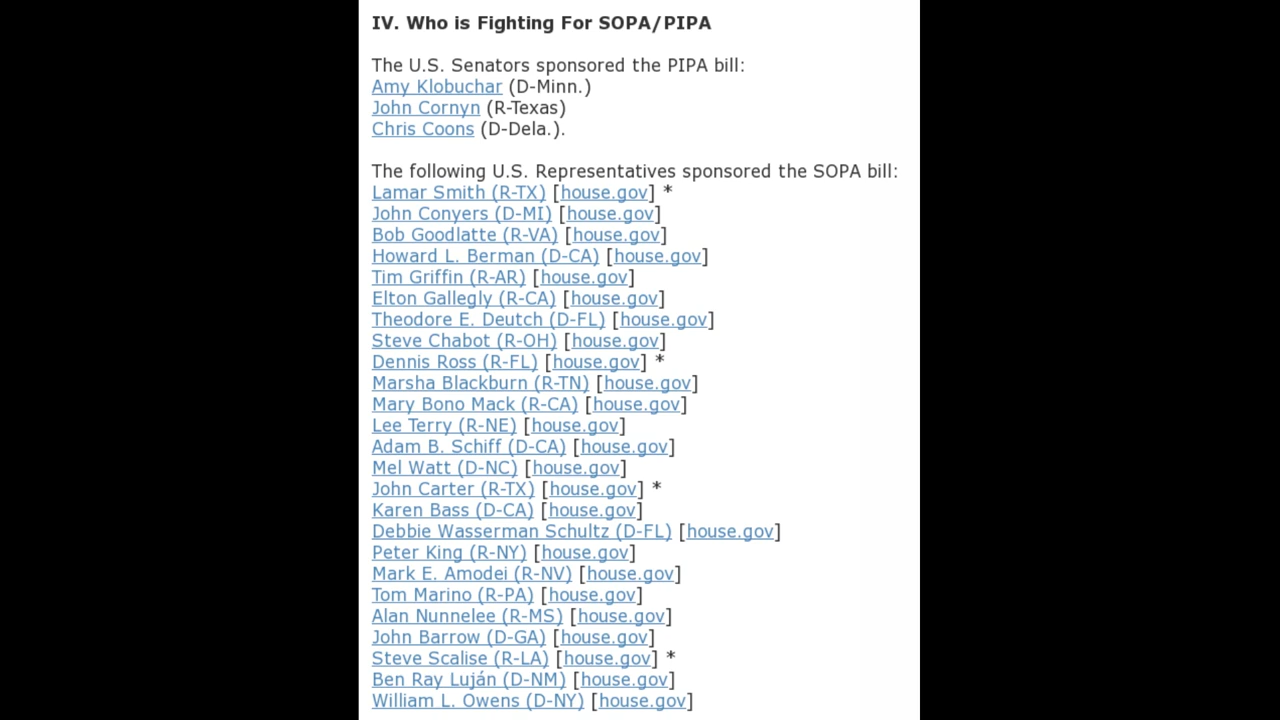 IV. Who is Fighting For SOPA/PIPA
The U.S. Senators sponsored the PIPA bill:
Amy Klobuchar (D-Minn.)
John Cornyn (R-Texas)
Chris Coons (D-Dela.).
The following U.S. Representatives sponsored the SOPA bill:
Lamar Smith (R-TX) [house.gov] *
John Conyers (D-MI) [house.gov]
Bob Goodlatte (R-VA) [house.gov]
Howard L. Berman (D-CA) [house.gov]
Tim Griffin (R-AR) [house.gov]
Elton Gallegly (R-CA) [house.gov]
Theodore E. Deutch (D-FL) [house.gov]
Steve Chabot (R-OH) [house.gov]
Dennis Ross (R-FL) [house.gov] *
Marsha Blackburn (R-TN) [house.gov]
Mary Bono Mack (R-CA) [house.gov]
Lee Terry (R-NE) [house.gov]
Adam B. Schiff (D-CA) [house.gov]
Mel Watt (D-NC) [house.gov]
John Carter (R-TX) [house.gov] *
Karen Bass (D-CA) [house.gov]
Debbie Wasserman Schultz (D-FL) [house.gov]
Peter King (R-NY) [house.gov]
Mark E. Amodei (R-NV) [house.gov]
Tom Marino (R-PA) [house.gov]
Alan Nunnelee (R-MS) [house.gov]
John Barrow (D-GA) [house.gov]
Steve Scalise (R-LA) [house.gov] *
Ben Ray Luján (D-NM) [house.gov]
William L. Owens (D-NY) [house.gov]